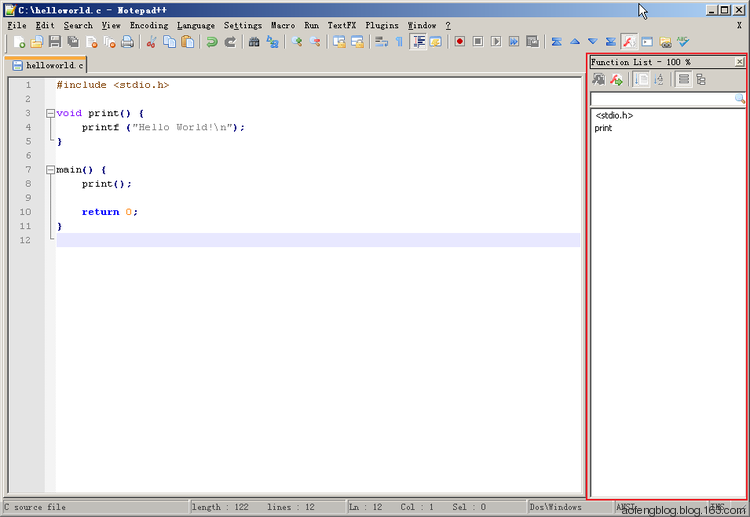 C:\helloworld.c - Notepad++
File Edit Search View Encoding Language Settings Macro Run TextFX Plugins Window ? X
helloworld.c
Function List - 100 %
<stdio.h>
print
1 #include <stdio.h>
2
3 void print() {
4 printf ("Hello World!\n");
5 }
6
7 main() {
8 print();
9
10 return 0;
11 }
12
C source file length : 122 lines : 12 Ln : 12 Col : 1 Sel : 0 Dos\Windows ANSI INS
aofengblog.blog.163.com